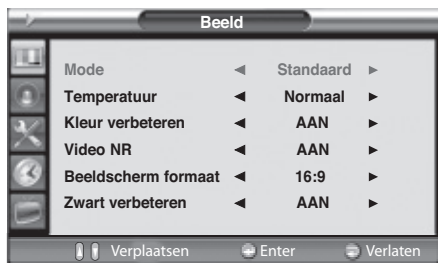 Beeld
Mode ◄ Standaard ►
Temperatuur ◄ Normaal ►
Kleur verbeteren ◄ AAN ►
Video NR ◄ AAN ►
Beeldscherm formaat ◄ 16:9 ►
Zwart verbeteren ◄ AAN ►
Verplaatsen Enter Verlaten